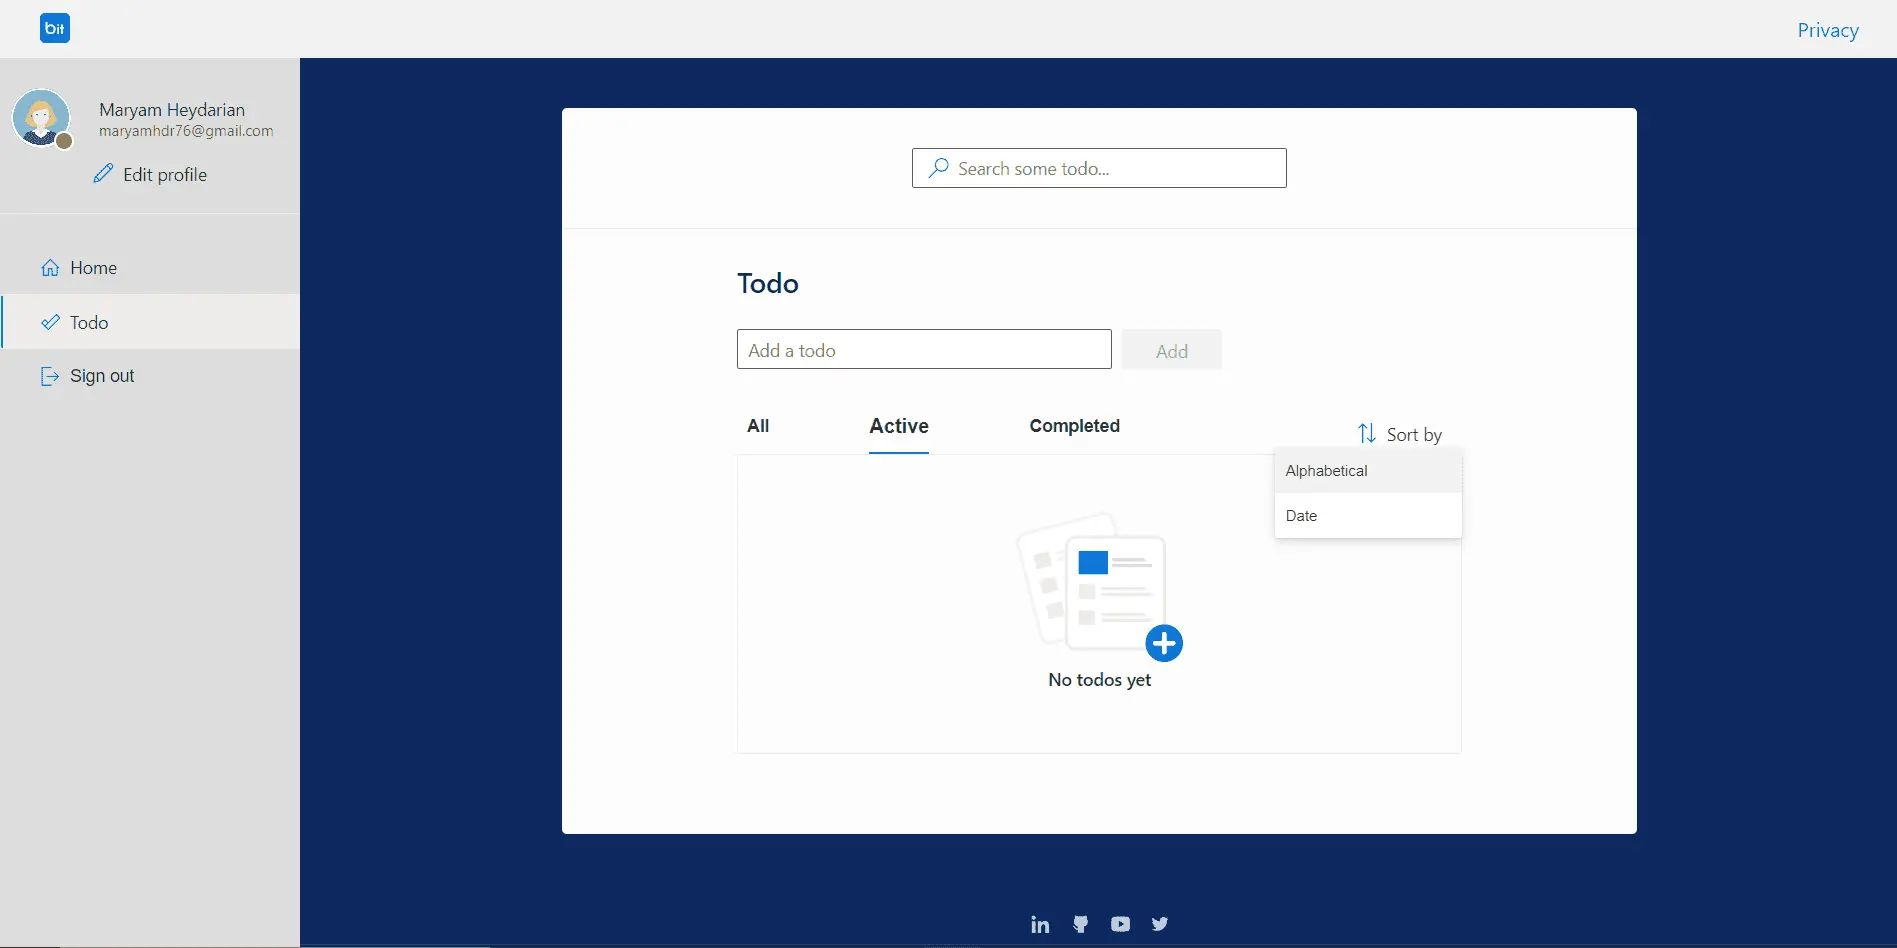 bit
Privacy
Maryam Heydarian
maryamhdr76@gmail.com
Edit profile
Home
Todo
Sign out
Search some todo...
Todo
Add a todo
Add
All
Active
Completed
Sort by
Alphabetical
Date
No todos yet
in